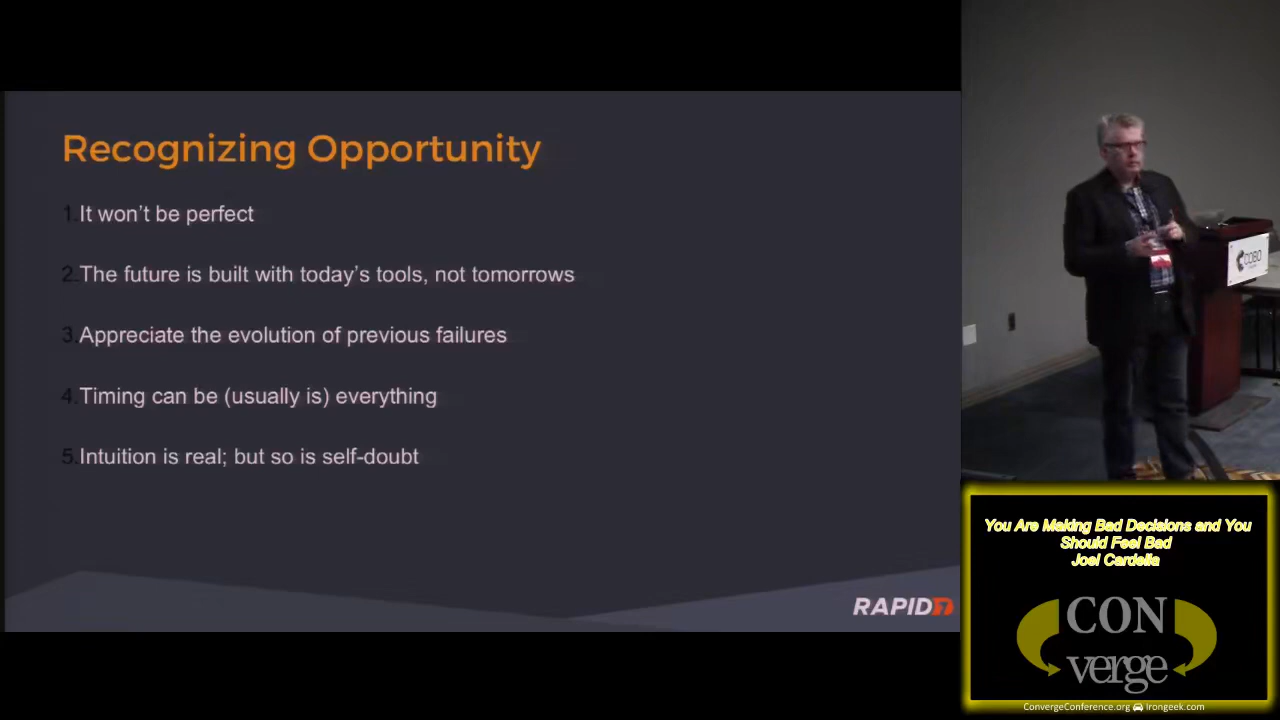 Recognizing Opportunity
1. It won't be perfect
2. The future is built with today's tools, not tomorrows
3. Appreciate the evolution of previous failures
4. Timing can be (usually is) everything
5. Intuition is real; but so is self-doubt
RAPID7
COBO
You Are Making Bad Decisions and You
Should Feel Bad
Joel Cardella
CON
verge
ConvergeConference.org Irongeek.com